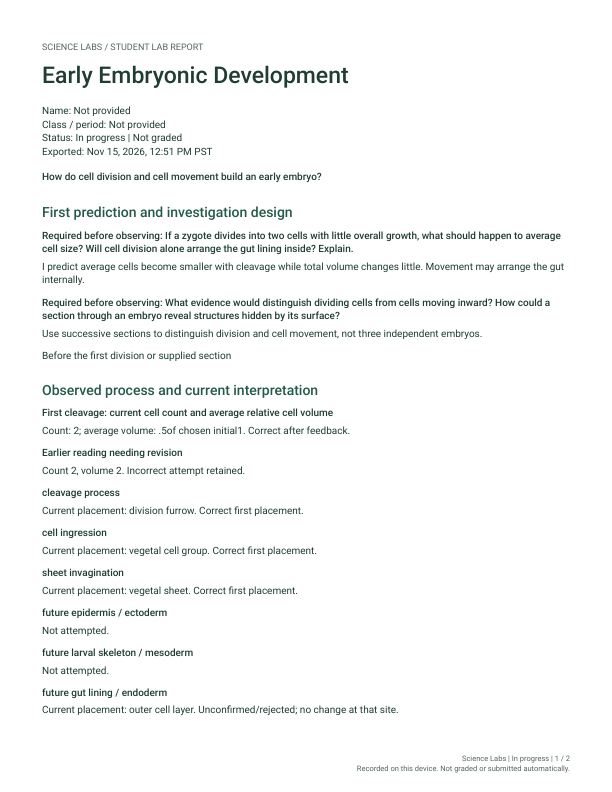 SCIENCE LABS / STUDENT LAB REPORT
Early Embryonic Development
Name: Not provided
Class / period: Not provided
Status: In progress | Not graded
Exported: Nov 15, 2026, 12:51 PM PST
How do cell division and cell movement build an early embryo?
First prediction and investigation design
Required before observing: If a zygote divides into two cells with little overall growth, what should happen to average
cell size? Will cell division alone arrange the gut lining inside? Explain.
I predict average cells become smaller with cleavage while total volume changes little. Movement may arrange the gut
internally.
Required before observing: What evidence would distinguish dividing cells from cells moving inward? How could a
section through an embryo reveal structures hidden by its surface?
Use successive sections to distinguish division and cell movement, not three independent embryos.
Before the first division or supplied section
Observed process and current interpretation
First cleavage: current cell count and average relative cell volume
Count: 2; average volume: .5of chosen initial1. Correct after feedback.
Earlier reading needing revision
Count 2, volume 2. Incorrect attempt retained.
cleavage process
Current placement: division furrow. Correct first placement.
cell ingression
Current placement: vegetal cell group. Correct first placement.
sheet invagination
Current placement: vegetal sheet. Correct first placement.
future epidermis / ectoderm
Not attempted.
future larval skeleton / mesoderm
Not attempted.
future gut lining / endoderm
Current placement: outer cell layer. Unconfirmed/rejected; no change at that site.
Science Labs | In progress | 1 / 2
Recorded on this device. Not graded or submitted automatically.